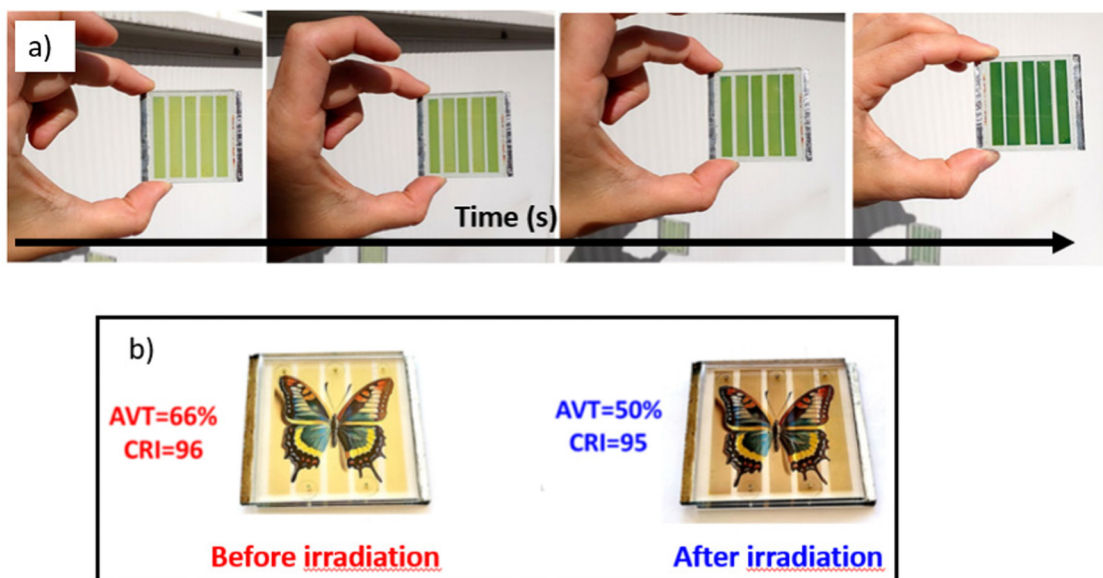 a)
Time (s)
b)
AVT=66%
CRI=96
AVT=50%
CRI=95
Before irradiation
After irradiation